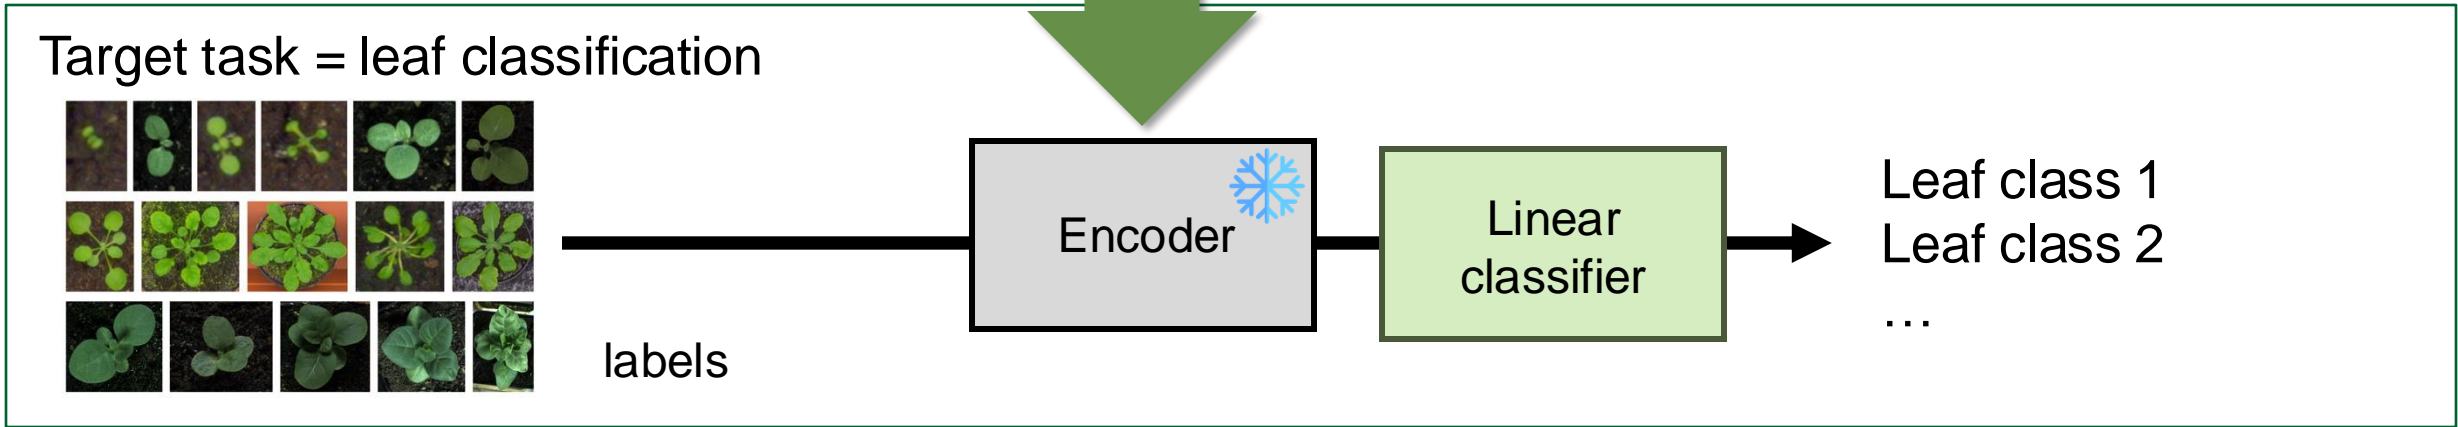 Target task = leaf classification
labels
Encoder
Linear
classifier
Leaf class 1
Leaf class 2
…